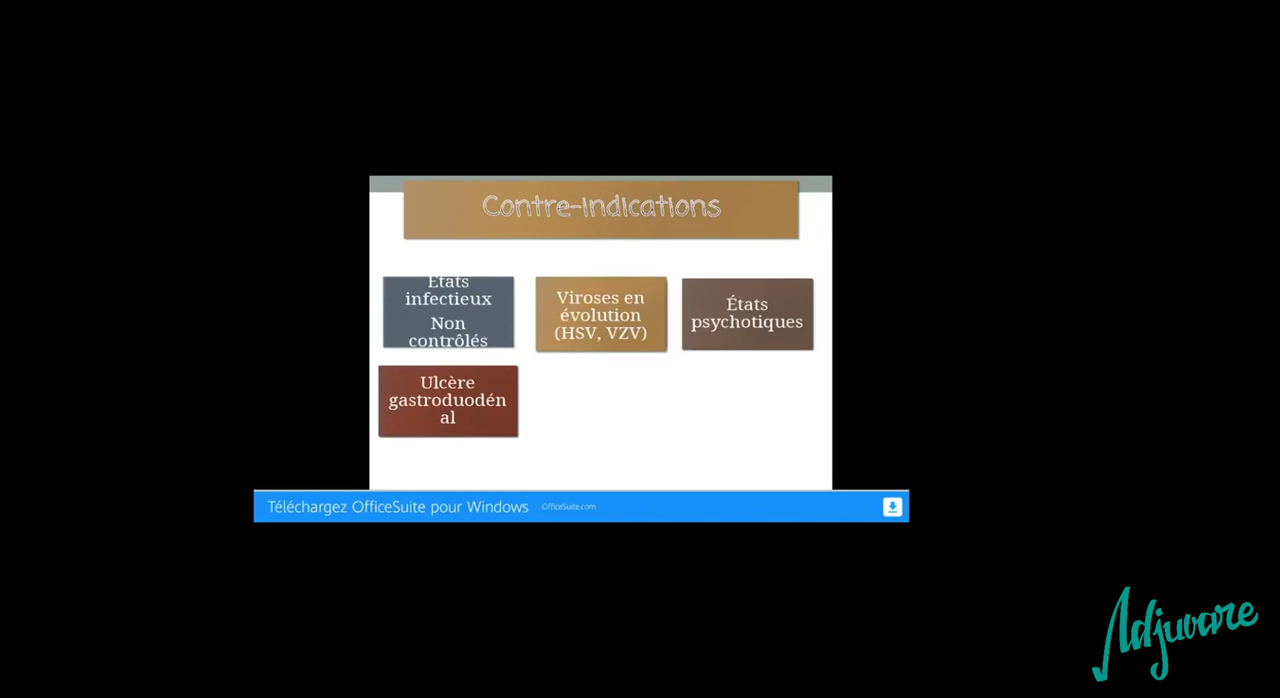 Contre-indications
États
infectieux
Non
contrôlés
Viroses en
évolution
(HSV, VZV)
États
psychotiques
Ulcère
gastroduodén
al
Téléchargez OfficeSuite pour Windows
OfficeSuite.com
Adjuvare